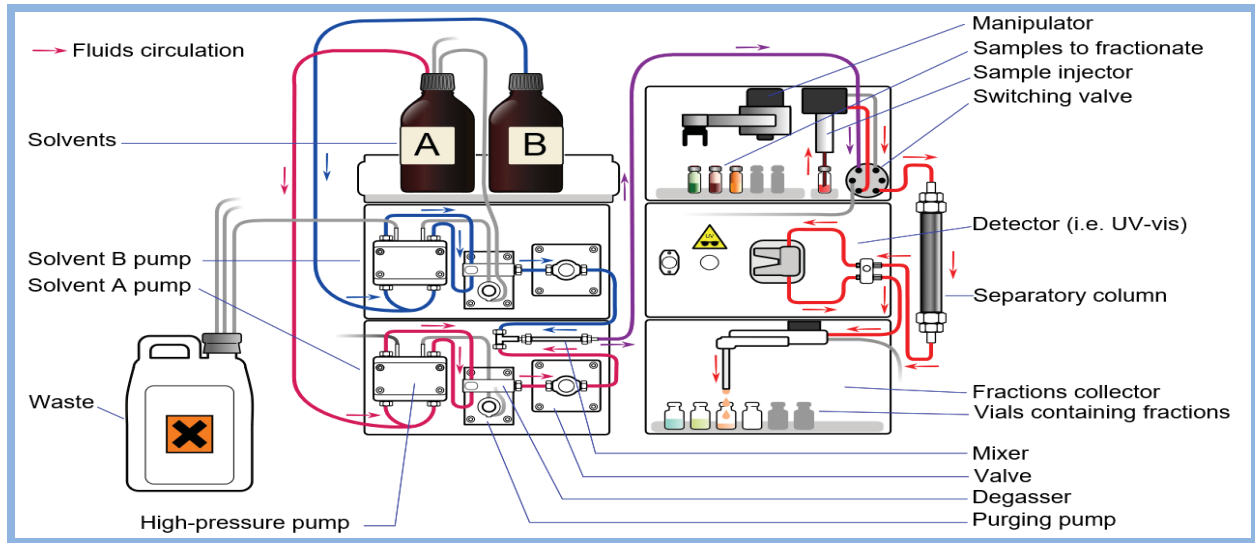 Fluids circulation
Solvents
A
B
Solvent B pump
Solvent A pump
Waste
High-pressure pump
Manipulator
Samples to fractionate
Sample injector
Switching valve
UV
Detector (i.e. UV-vis)
Separatory column
Fractions collector
Vials containing fractions
Mixer
Valve
Degasser
Purging pump